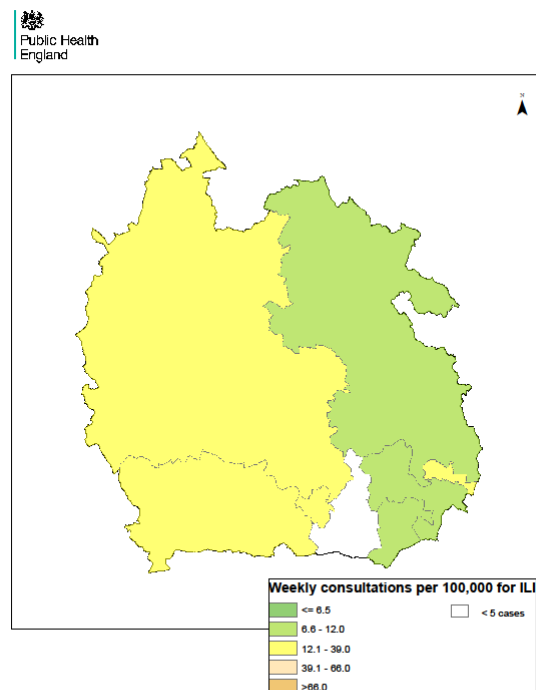 Public Health
England
N
Weekly consultations per 100,000 for ILI
<= 6.5
< 5 cases
6.6 - 12.0
12.1 - 39.0
39.1 - 66.0
>66.0